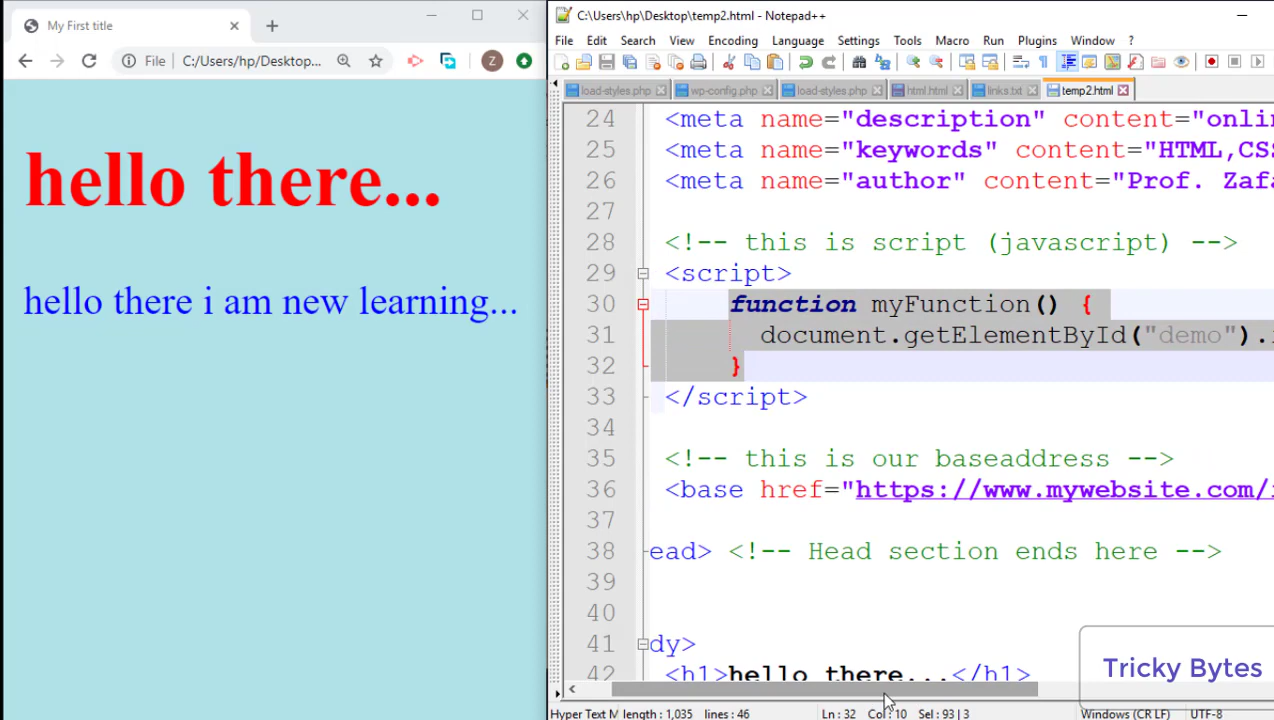 My First title
File C:/Users/hp/Desktop... Z
hello there...
hello there i am new learning...
C:\Users\hp\Desktop\temp2.html - Notepad++
File Edit Search View Encoding Language Settings Tools Macro Run Plugins Window ?
load-styles.php wp-config.php load-styles.php html.html links.txt temp2.html
24 <meta name="description" content="onlin
25 <meta name="keywords" content="HTML,CSS
26 <meta name="author" content="Prof. Zafa
27
28 <!-- this is script (javascript) -->
29 <script>
30 function myFunction() {
31 document.getElementById("demo").
32 }
33 </script>
34
35 <!-- this is our baseaddress -->
36 <base href="https://www.mywebsite.com/
37
38 ead> <!-- Head section ends here -->
39
40
41 dy>
42 <h1>hello there...</h1>
Tricky Bytes
Hyper Text M length : 1,035 lines : 46 Ln : 32 Col : 10 Sel : 93 | 3 Windows (CR LF) UTF-8